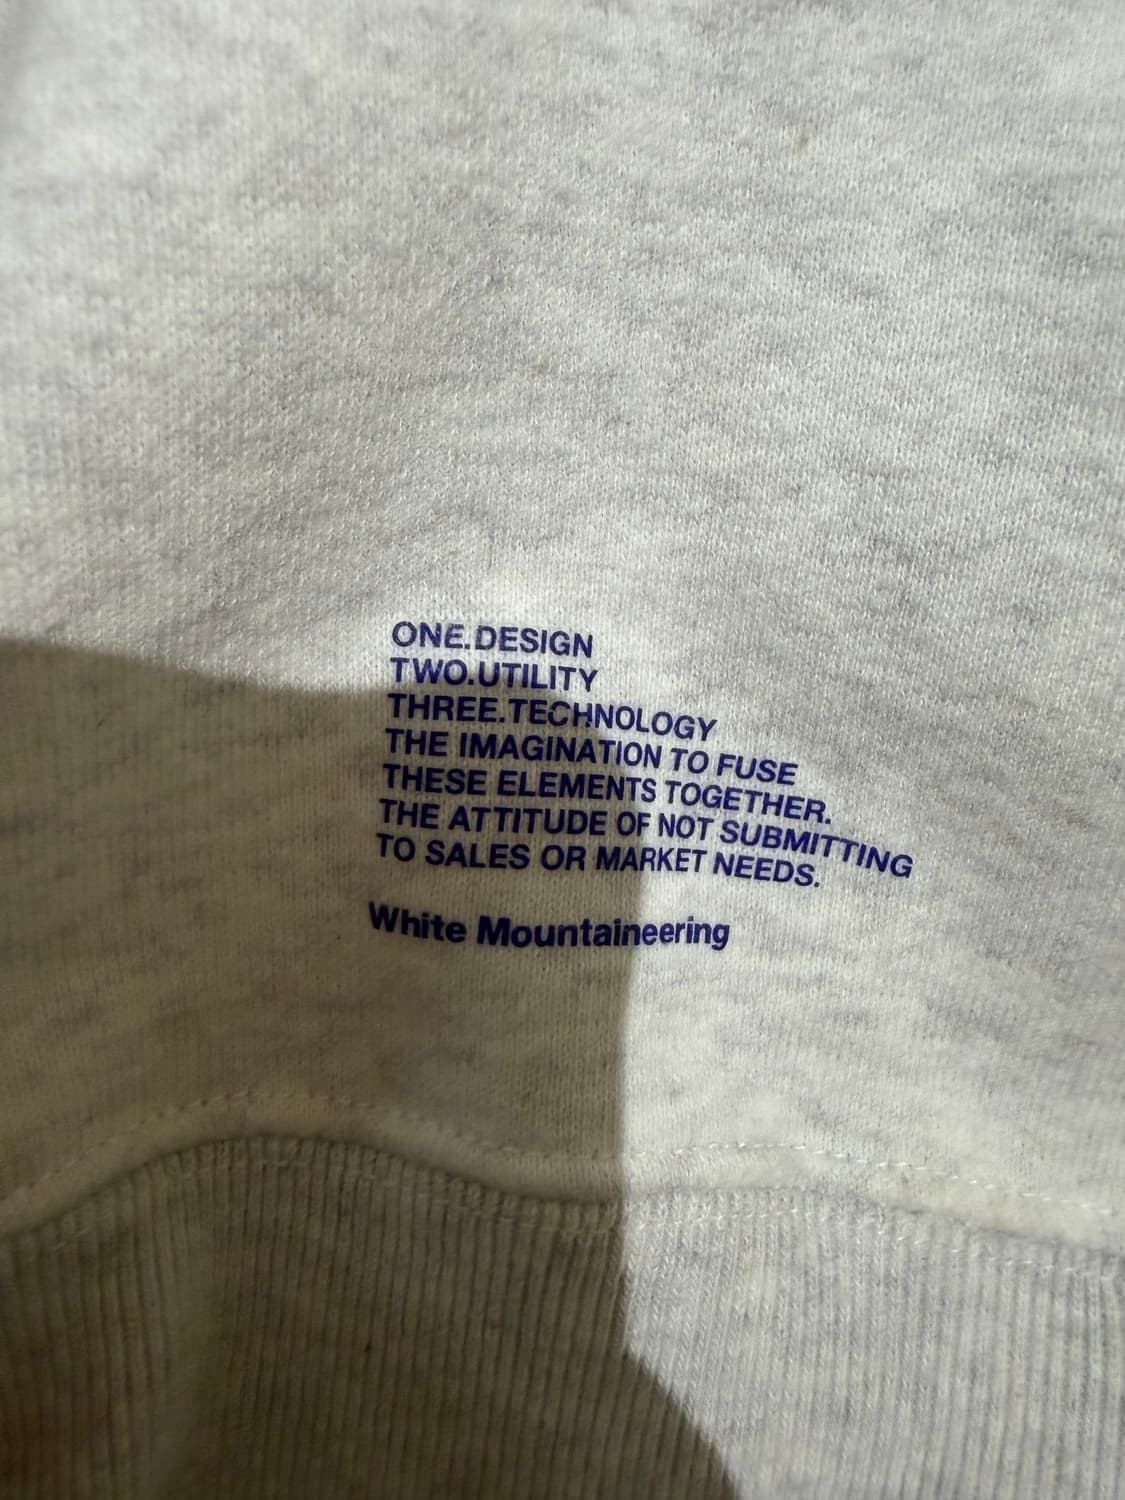 ONE.DESIGN
TWO.UTILITY
THREE.TECHNOLOGY
THE IMAGINATION TO FUSE
THESE ELEMENTS TOGETHER.
THE ATTITUDE OF NOT SUBMITTING
TO SALES OR MARKET NEEDS.
White Mountaineering